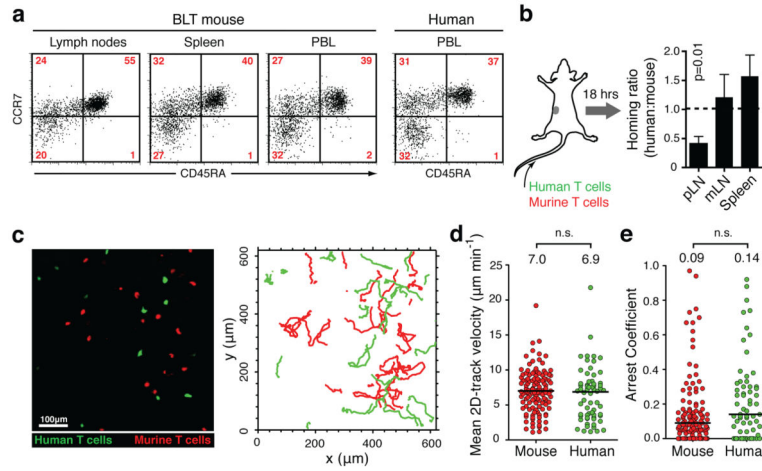 a
BLT mouse
Human
Lymph nodes
Spleen
PBL
PBL
CCR7
24 55
20 1
32 40
27 1
27 39
32 2
31 37
32 1
CD45RA
CD45RA
b
18 hrs
Human T cells
Murine T cells
Homing ratio
(human:mouse)
2.0
1.5
1.0
0.5
0
p=0.01
pLN
mLN
Spleen
c
100µm
Human T cells Murine T cells
y (µm)
600
400
200
0
0 200 400 600
x (µm)
d
n.s.
7.0 6.9
Mean 2D-track velocity (µm min⁻¹)
25
20
15
10
5
0
Mouse Human
e
n.s.
0.09 0.14
Arrest Coefficient
1.0
0.8
0.6
0.4
0.2
0.0
Mouse Huma